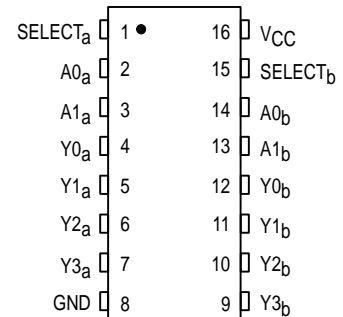 SELECTa 1 16 VCC
A0a 2 15 SELECTb
A1a 3 14 A0b
Y0a 4 13 A1b
Y1a 5 12 Y0b
Y2a 6 11 Y1b
Y3a 7 10 Y2b
GND 8 9 Y3b